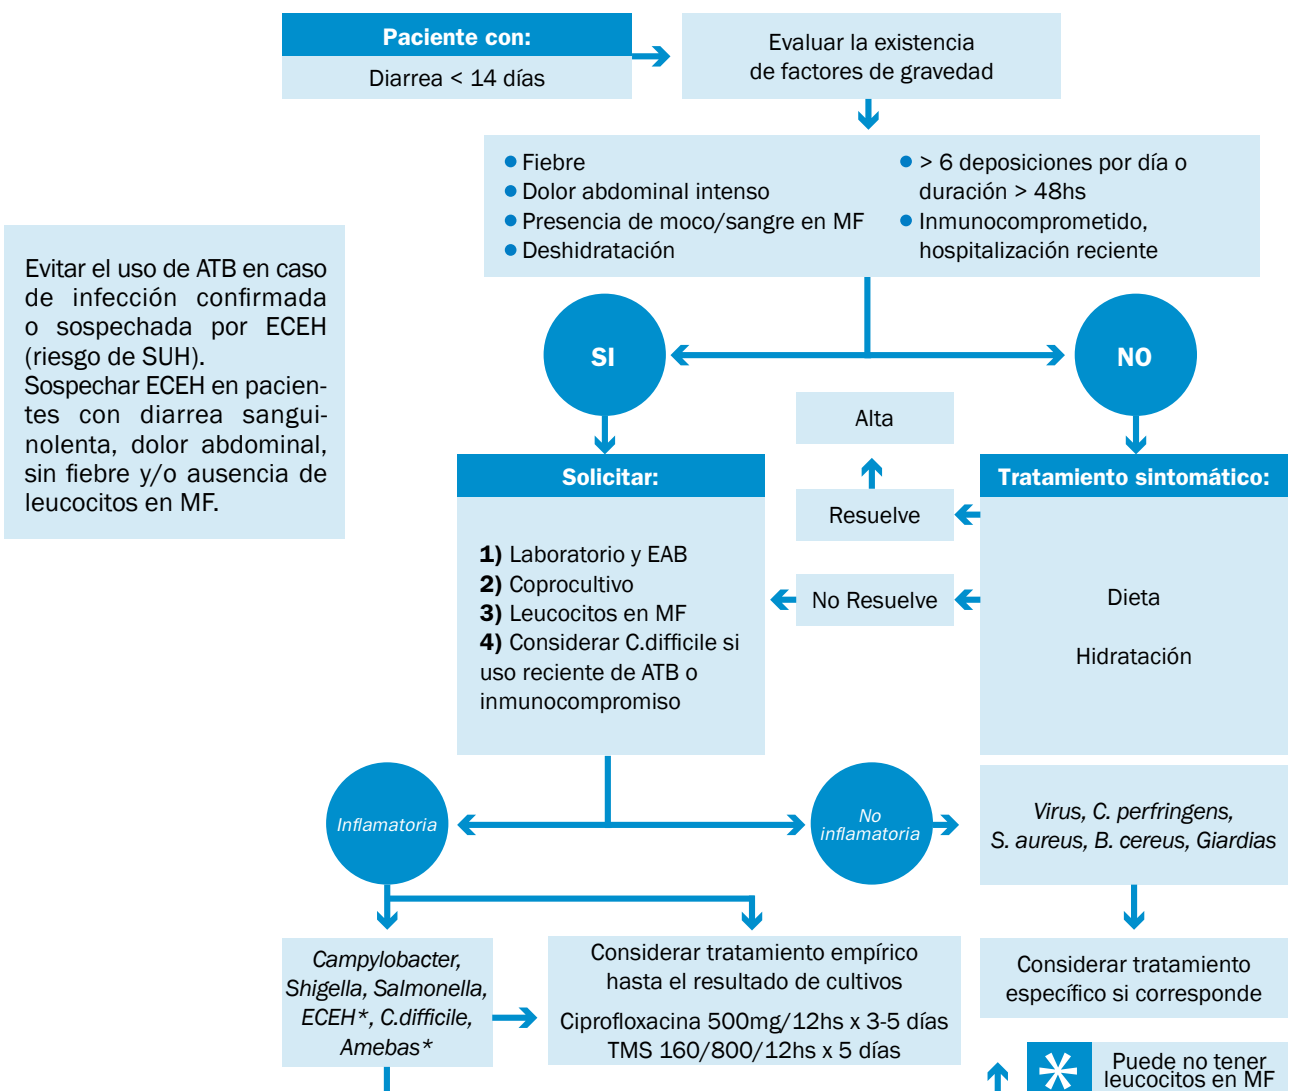 Paciente con:
Diarrea < 14 días
Evaluar la existencia
de factores de gravedad
● Fiebre
● Dolor abdominal intenso
● Presencia de moco/sangre en MF
● Deshidratación
● > 6 deposiciones por día o
duración > 48hs
● Inmunocomprometido,
hospitalización reciente
Evitar el uso de ATB en caso
de infección confirmada
o sospechada por ECEH
(riesgo de SUH).
Sospechar ECEH en pacien-
tes con diarrea sangui-
nolenta, dolor abdominal,
sin fiebre y/o ausencia de
leucocitos en MF.
SI
NO
Alta
Resuelve
No Resuelve
Solicitar:
1) Laboratorio y EAB
2) Coprocultivo
3) Leucocitos en MF
4) Considerar C.difficile si
uso reciente de ATB o
inmunocompromiso
Tratamiento sintomático:
Dieta
Hidratación
Inflamatoria
No
inflamatoria
Virus, C. perfringens,
S. aureus, B. cereus, Giardias
Campylobacter,
Shigella, Salmonella,
ECEH*, C.difficile,
Amebas*
Considerar tratamiento empírico
hasta el resultado de cultivos
Ciprofloxacina 500mg/12hs x 3-5 días
TMS 160/800/12hs x 5 días
Considerar tratamiento
específico si corresponde
* Puede no tener
leucocitos en MF